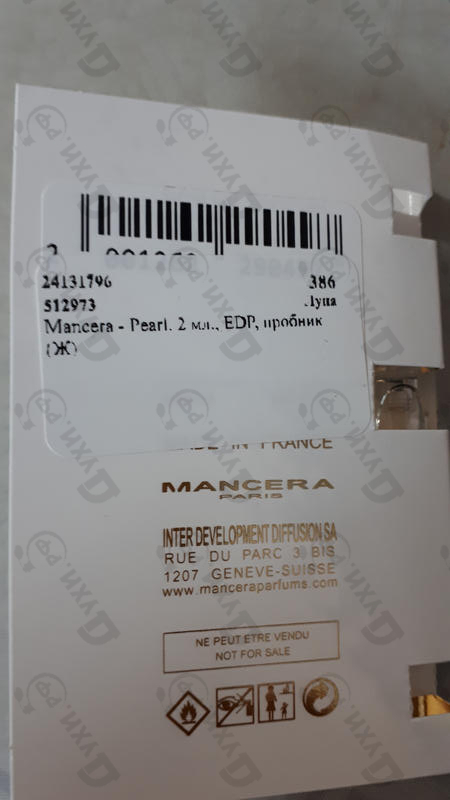 24131796 386
512973 Луна
Mancera - Pearl. 2 мл., EDP, пробник
(Ж)
MADE IN FRANCE
MANCERA
PARIS
INTER DEVELOPMENT DIFFUSION SA
RUE DU PARC 3 BIS
1207 GENEVE-SUISSE
www.manceraparfums.com
NE PEUT ETRE VENDU
NOT FOR SALE